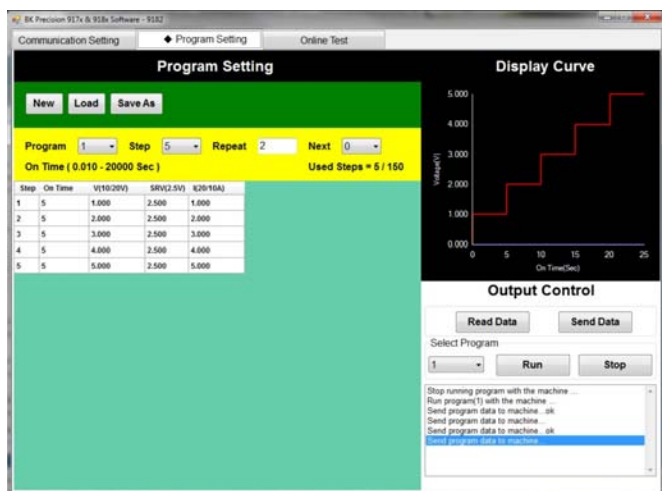 BK Precision 917x & 918x Software - 9182
Communication Setting
◆ Program Setting
Online Test
Program Setting
New
Load
Save As
Program 1 Step 5 Repeat 2 Next 0
On Time ( 0.010 - 20000 Sec ) Used Steps = 5 / 150
Step On Time V(10/20V) SRV(2.5V) I(20/10A)
1 5 1.000 2.500 1.000
2 5 2.000 2.500 2.000
3 5 3.000 2.500 3.000
4 5 4.000 2.500 4.000
5 5 5.000 2.500 5.000
Display Curve
5.000
4.000
3.000
2.000
1.000
0.000
Voltage(V)
0 5 10 15 20 25
On Time(Sec)
Output Control
Read Data
Send Data
Select Program
1
Run
Stop
Stop running program with the machine ...
Run program(1) with the machine ...
Send program data to machine...ok
Send program data to machine...
Send program data to machine...ok
Send program data to machine...